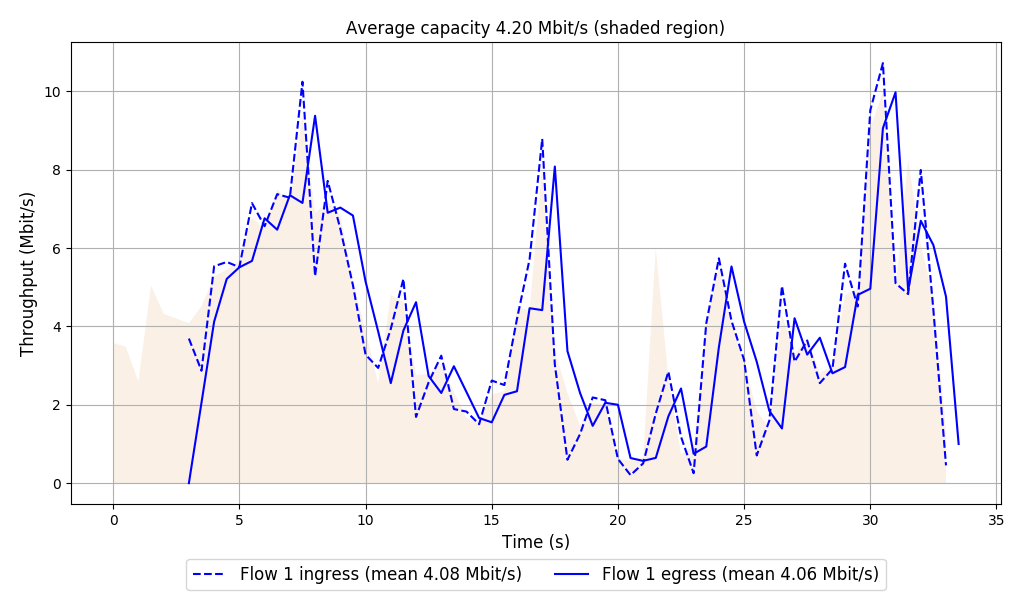 Average capacity 4.20 Mbit/s (shaded region)
Throughput (Mbit/s)
10
8
6
4
2
0
0 5 10 15 20 25 30 35
Time (s)
Flow 1 ingress (mean 4.08 Mbit/s) Flow 1 egress (mean 4.06 Mbit/s)